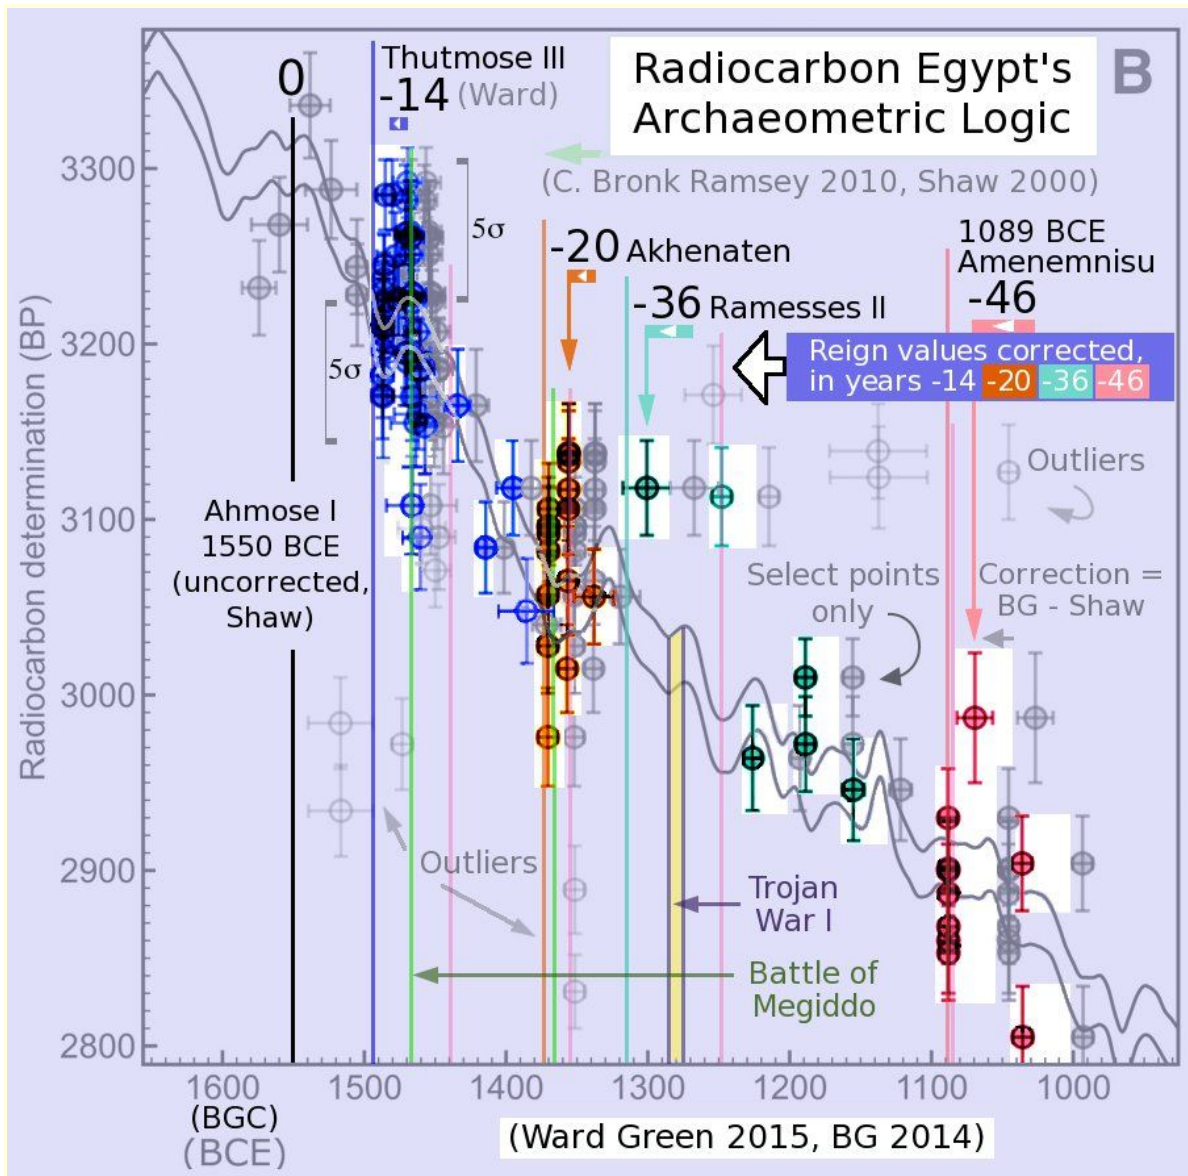 0
Thutmose III
-14 (Ward)
Radiocarbon Egypt's
Archaeometric Logic
B
(C. Bronk Ramsey 2010, Shaw 2000)
5σ
5σ
-20 Akhenaten
-36 Ramesses II
1089 BCE
Amenemnisu
-46
Reign values corrected,
in years -14 -20 -36 -46
Outliers
Ahmose I
1550 BCE
(uncorrected,
Shaw)
Select points
only
Correction =
BG - Shaw
Outliers
Trojan
War I
Battle of
Megiddo
Radiocarbon determination (BP)
3300
3200
3100
3000
2900
2800
1600 1500 1400 1300 1200 1100 1000
(BGC)
(BCE)
(Ward Green 2015, BG 2014)